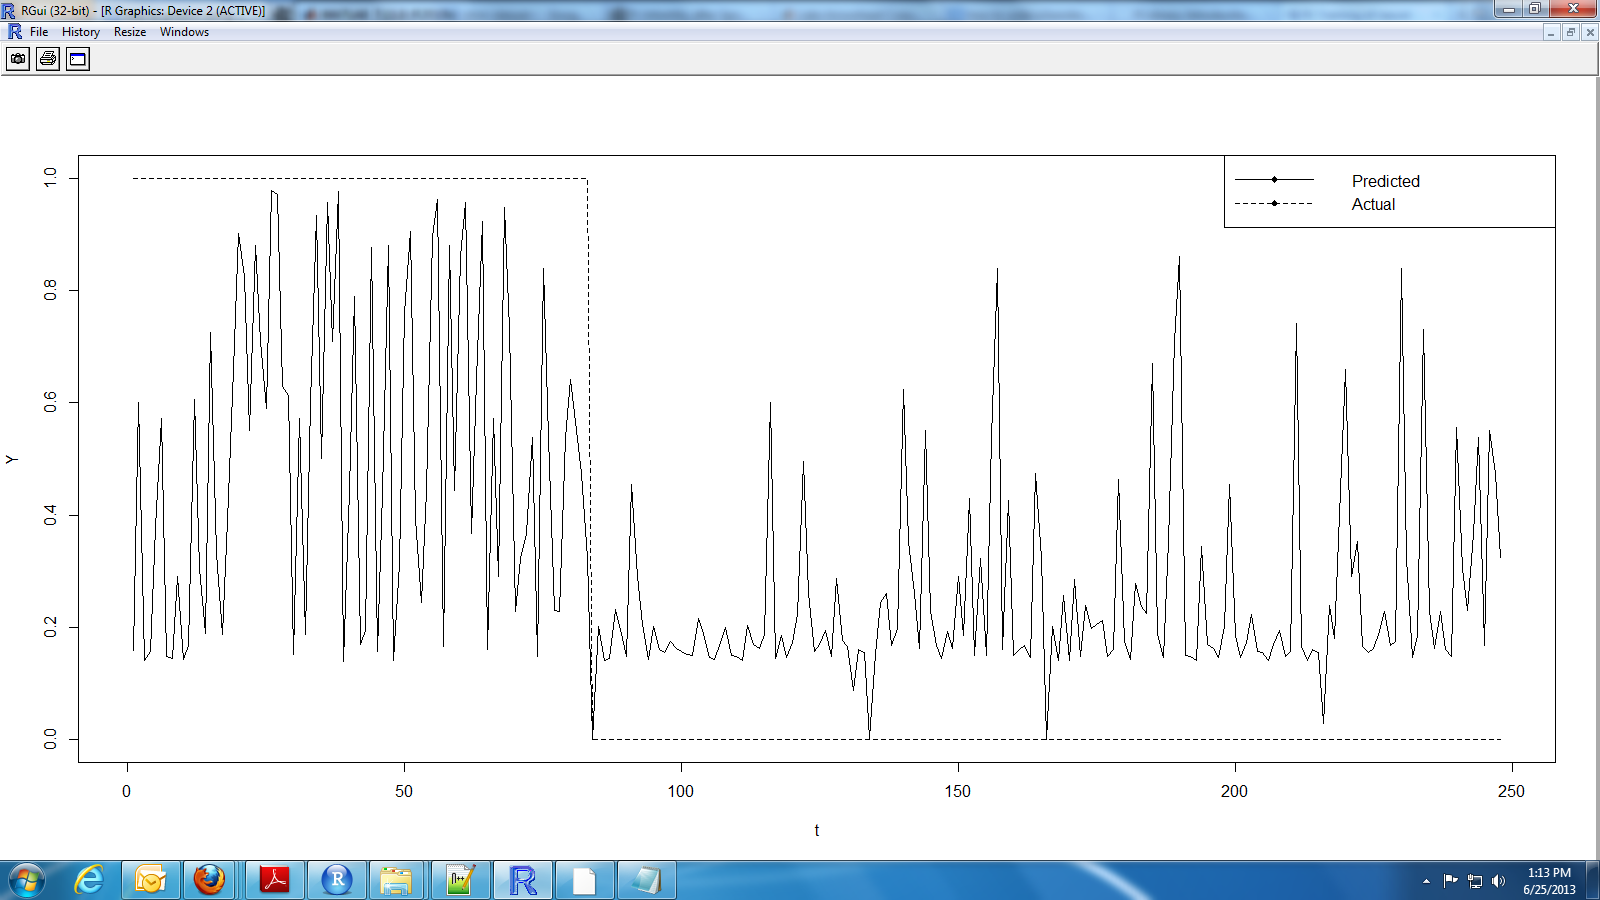 RGui (32-bit) - [R Graphics: Device 2 (ACTIVE)]
File History Resize Windows
Predicted
Actual
1.0
0.8
0.6
0.4
0.2
0.0
Y
0 50 100 150 200 250
t
1:13 PM
6/25/2013